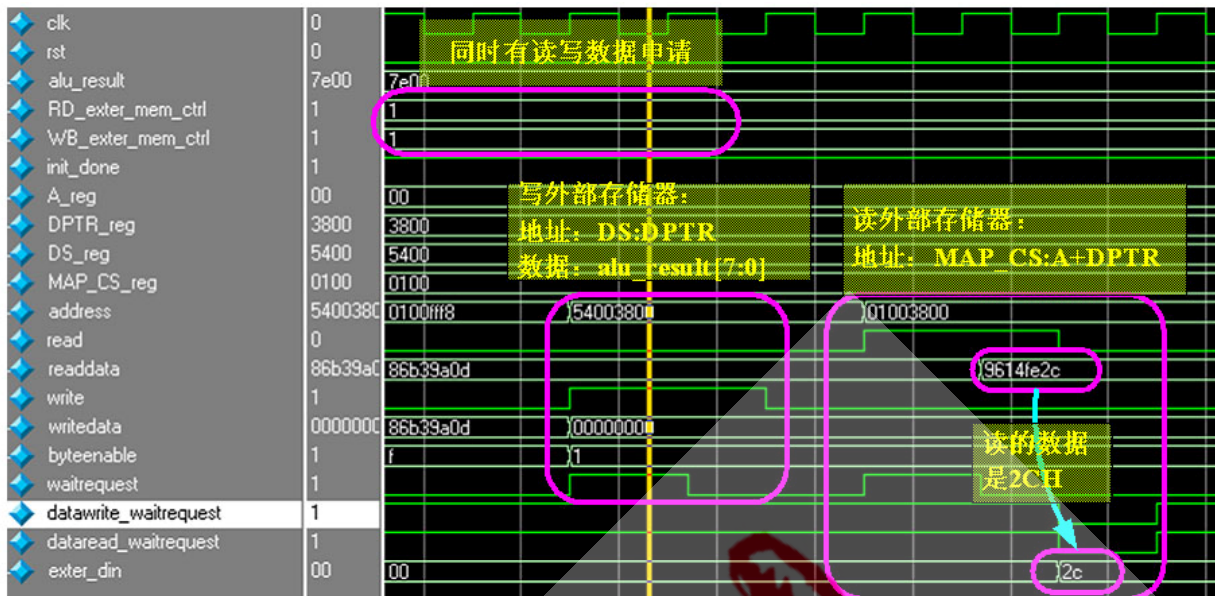 clk 0
rst 0
同时有读写数据申请
alu_result 7e00 7e00
RD_exter_mem_ctrl 1 1
WB_exter_mem_ctrl 1 1
init_done 1
A_reg 00 00
写外部存储器:
读外部存储器:
DPTR_reg 3800 3800
地址: DS:DPTR
DS_reg 5400 5400
地址: MAP_CS:A+DPTR
数据: alu_result[7:0]
MAP_CS_reg 0100 0100
address 5400380 0100fff8 5400380 01003800
read 0
readdata 86b39a0 86b39a0d 9614fe2c
write 1
writedata 0000000 86b39a0d 0000000
读的数据
byteenable 1 f 1
是2CH
waitrequest 1
datawrite_waitrequest 1
dataread_waitrequest 1
exter_din 00 00 2c